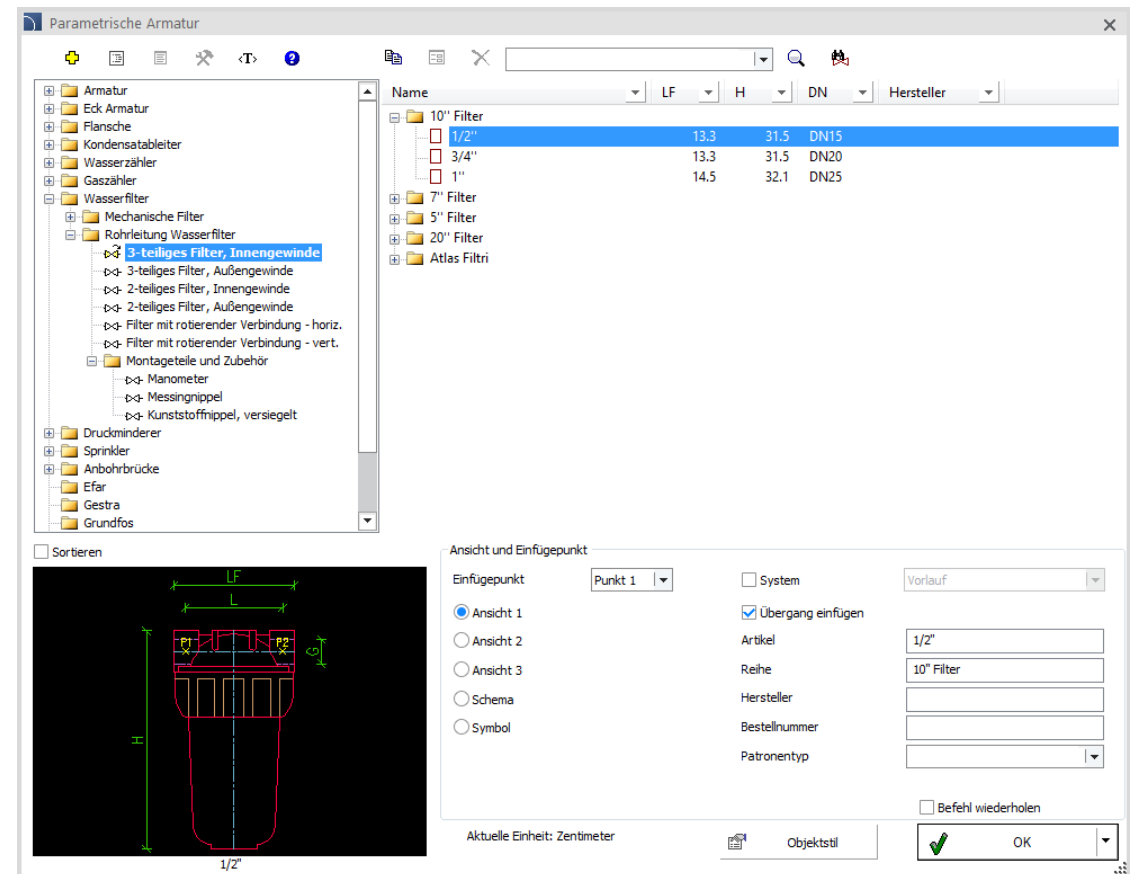 Parametrische Armatur
‹T›
Armatur
Eck Armatur
Flansche
Kondensatableiter
Wasserzähler
Gaszähler
Wasserfilter
Mechanische Filter
Rohrleitung Wasserfilter
3-teiliges Filter, Innengewinde
3-teiliges Filter, Außengewinde
2-teiliges Filter, Innengewinde
2-teiliges Filter, Außengewinde
Filter mit rotierender Verbindung - horiz.
Filter mit rotierender Verbindung - vert.
Montageteile und Zubehör
Manometer
Messingnippel
Kunststoffnippel, versiegelt
Druckminderer
Sprinkler
Anbohrbrücke
Efar
Gestra
Grundfos
Name LF H DN Hersteller
10'' Filter
1/2'' 13.3 31.5 DN15
3/4'' 13.3 31.5 DN20
1'' 14.5 32.1 DN25
7'' Filter
5'' Filter
20'' Filter
Atlas Filtri
Sortieren
LF
L
P1 P2
G
H
1/2"
Ansicht und Einfügepunkt
Einfügepunkt Punkt 1
Ansicht 1
Ansicht 2
Ansicht 3
Schema
Symbol
System Vorlauf
Übergang einfügen
Artikel 1/2"
Reihe 10" Filter
Hersteller
Bestellnummer
Patronentyp
Befehl wiederholen
Aktuelle Einheit: Zentimeter
Objektstil
OK